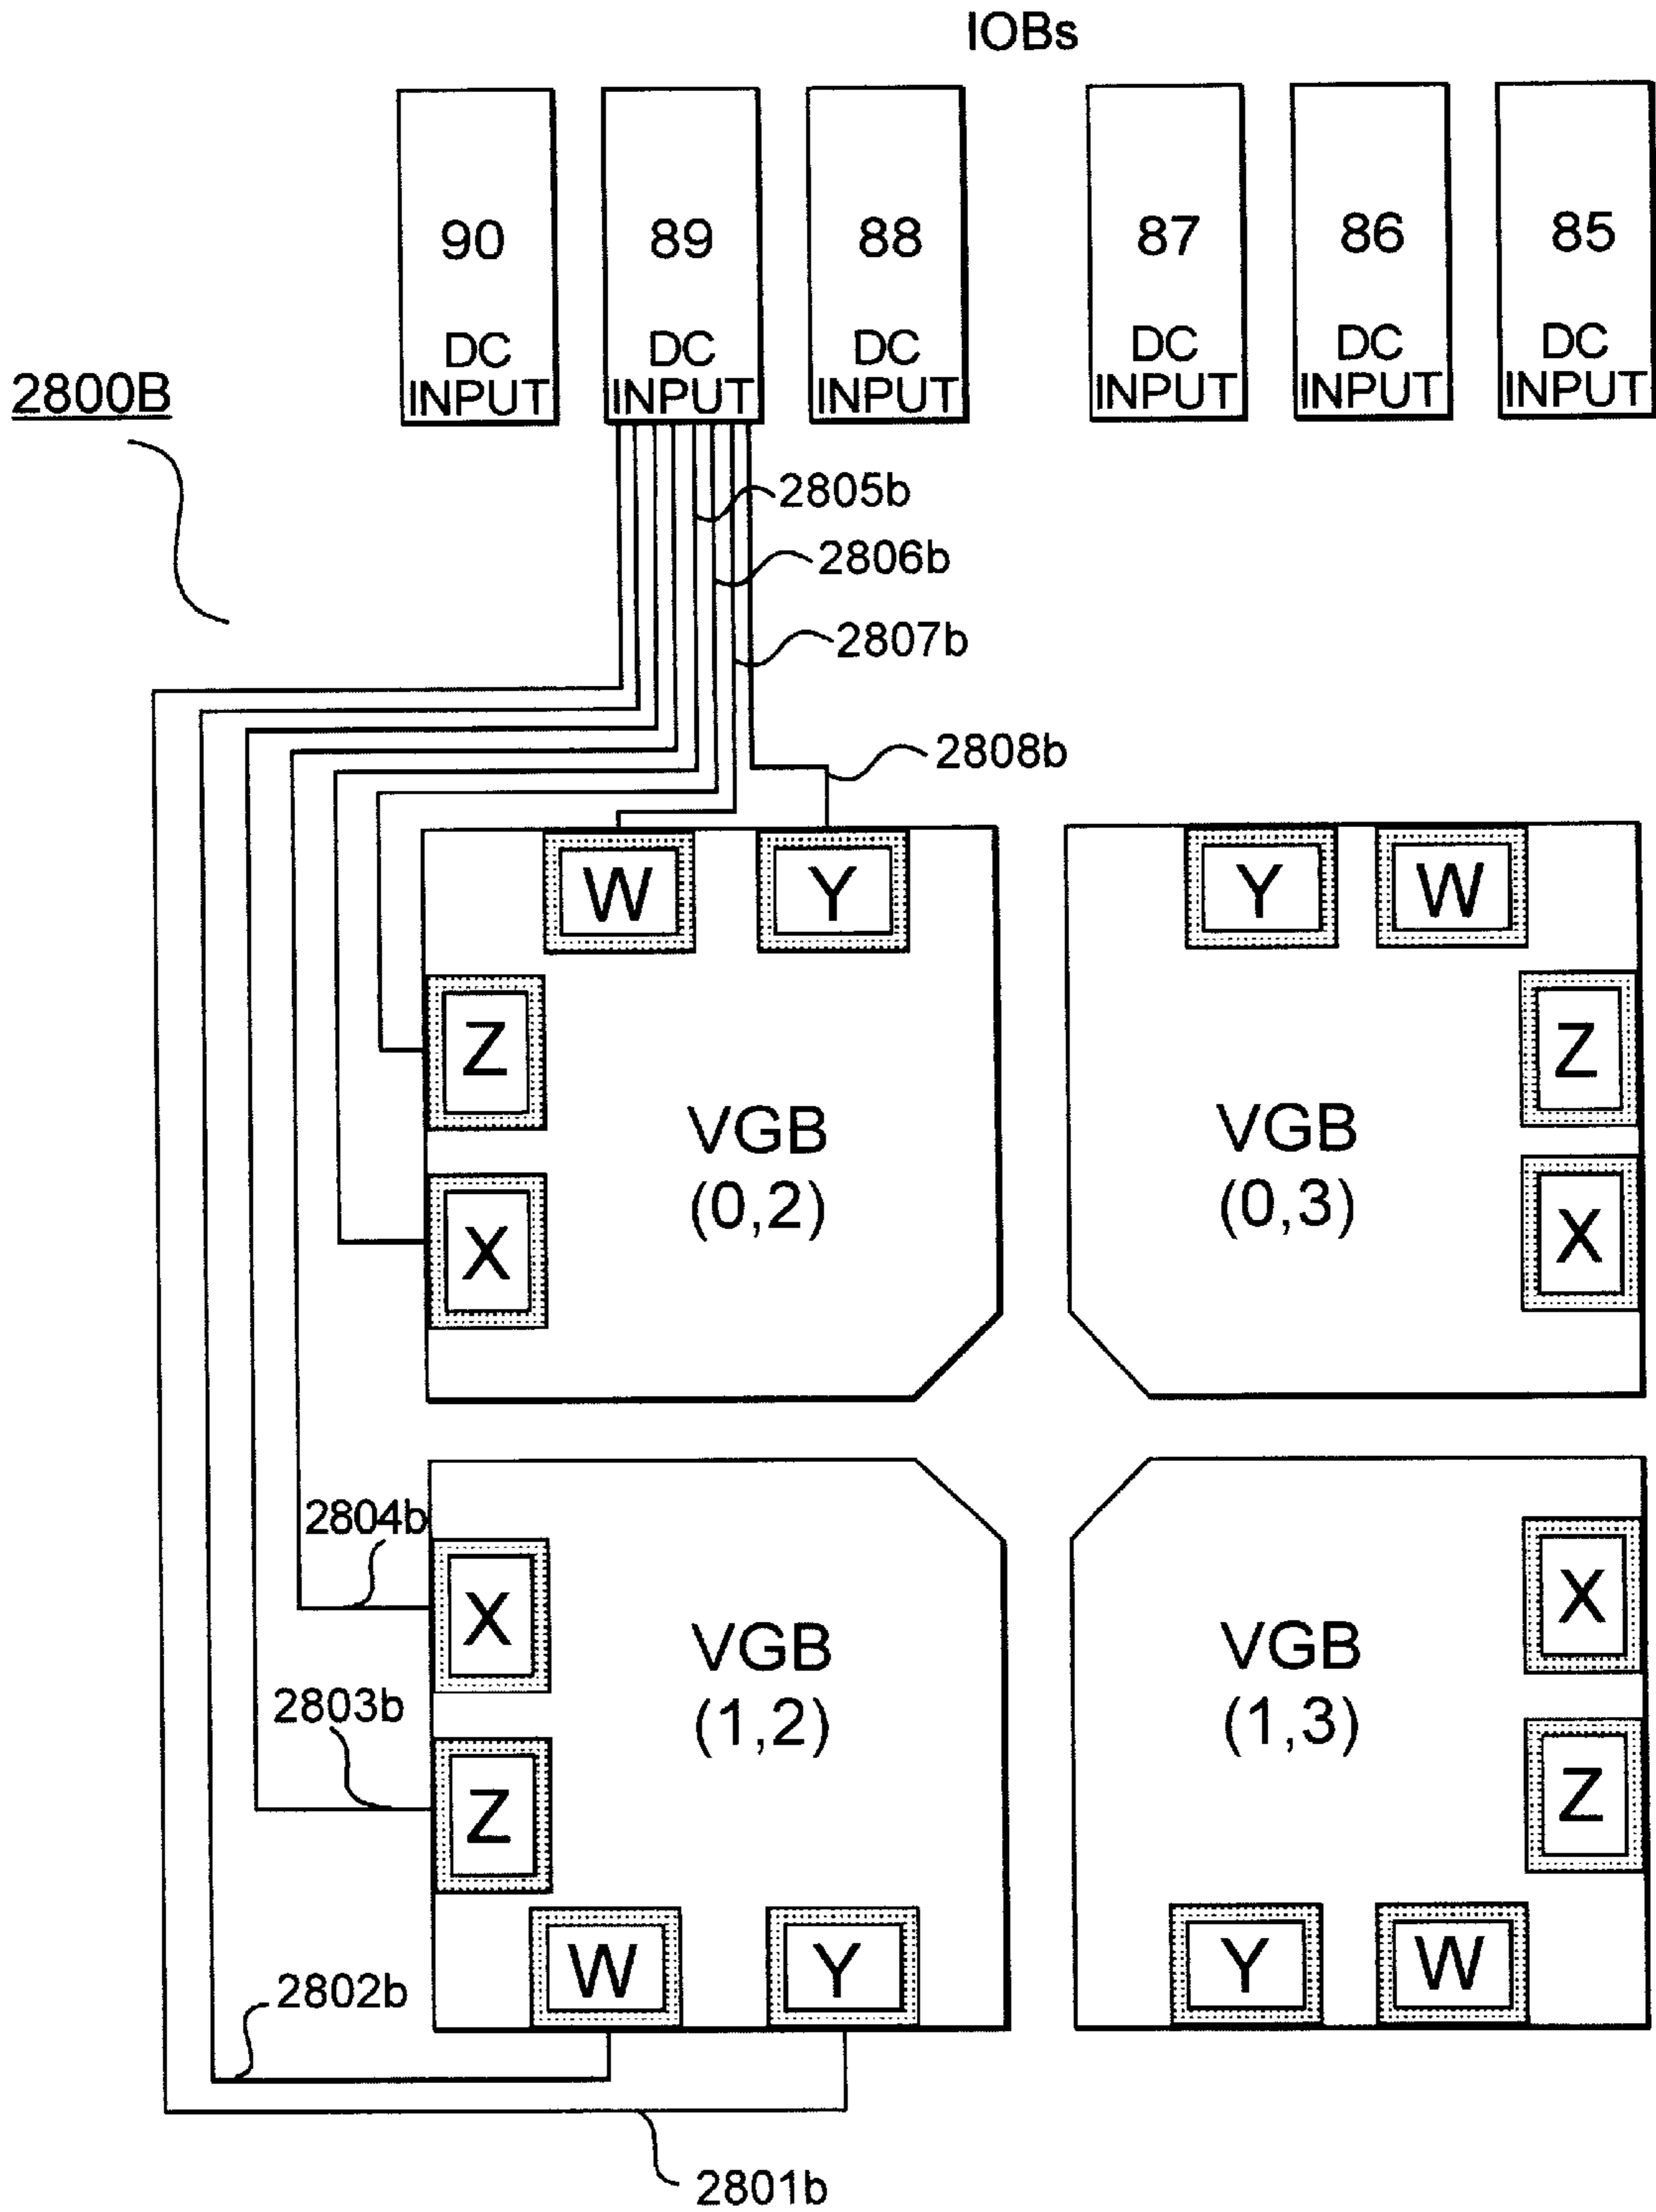 IOBs
90 89 88 87 86 85
DC DC DC DC DC DC
INPUT INPUT INPUT INPUT INPUT INPUT
2800B
2805b
2806b
2807b
2808b
W Y Y W
Z Z
VGB VGB
(0,2) (0,3)
X X
2804b
X X
VGB VGB
(1,2) (1,3)
2803b
Z Z
W Y Y W
2802b
2801b